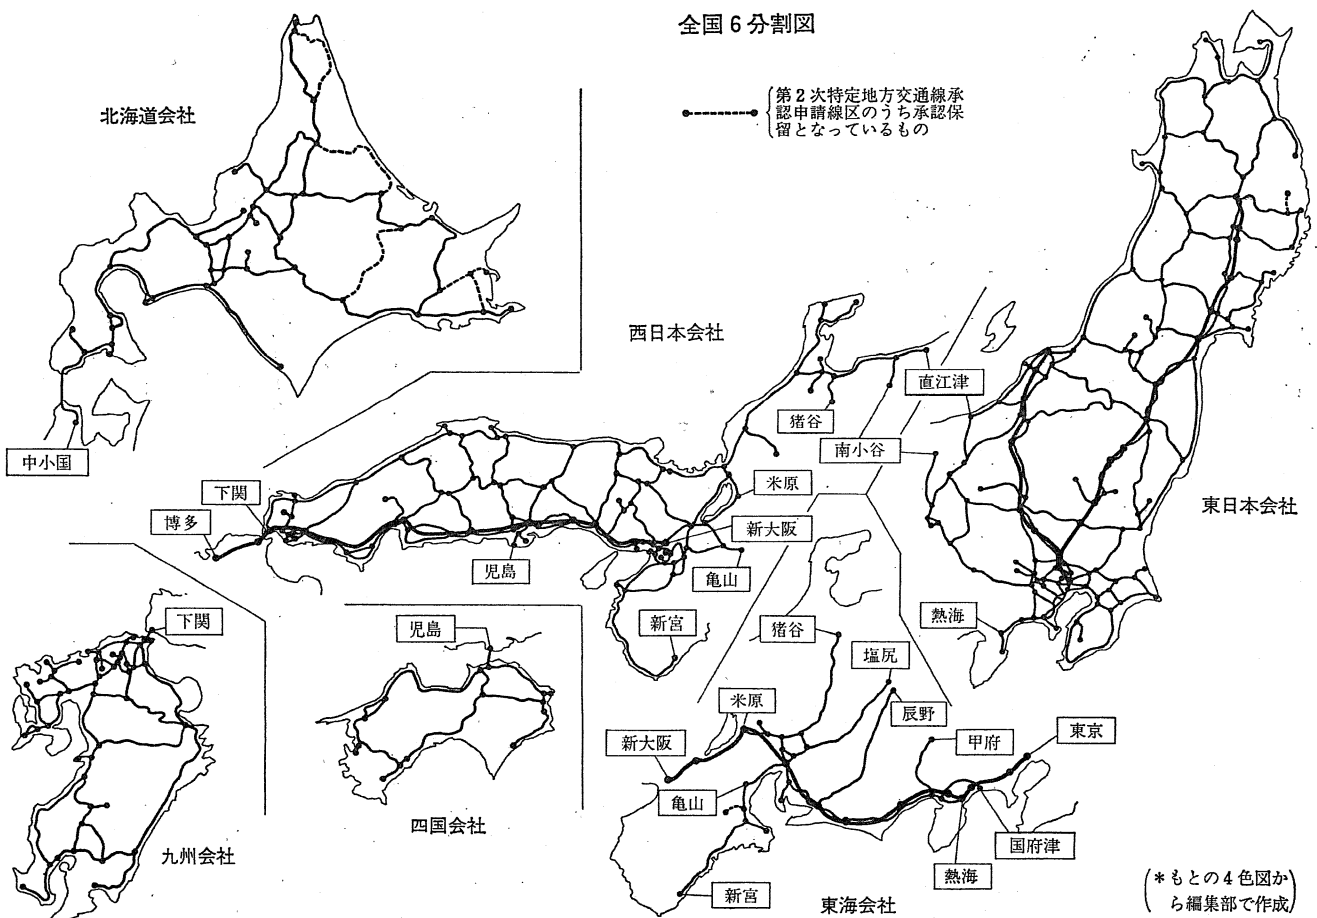 全国6分割図
第2次特定地方交通線承
認申請線区のうち承認保
留となっているもの
北海道会社
中小国
西日本会社
直江津
猪谷
南小谷
米原
下関
博多
新大阪
児島
亀山
新宮
東日本会社
熱海
下関
九州会社
児島
四国会社
猪谷
塩尻
辰野
米原
新大阪
甲府
東京
亀山
国府津
熱海
新宮
東海会社
(*もとの4色図か
ら編集部で作成)